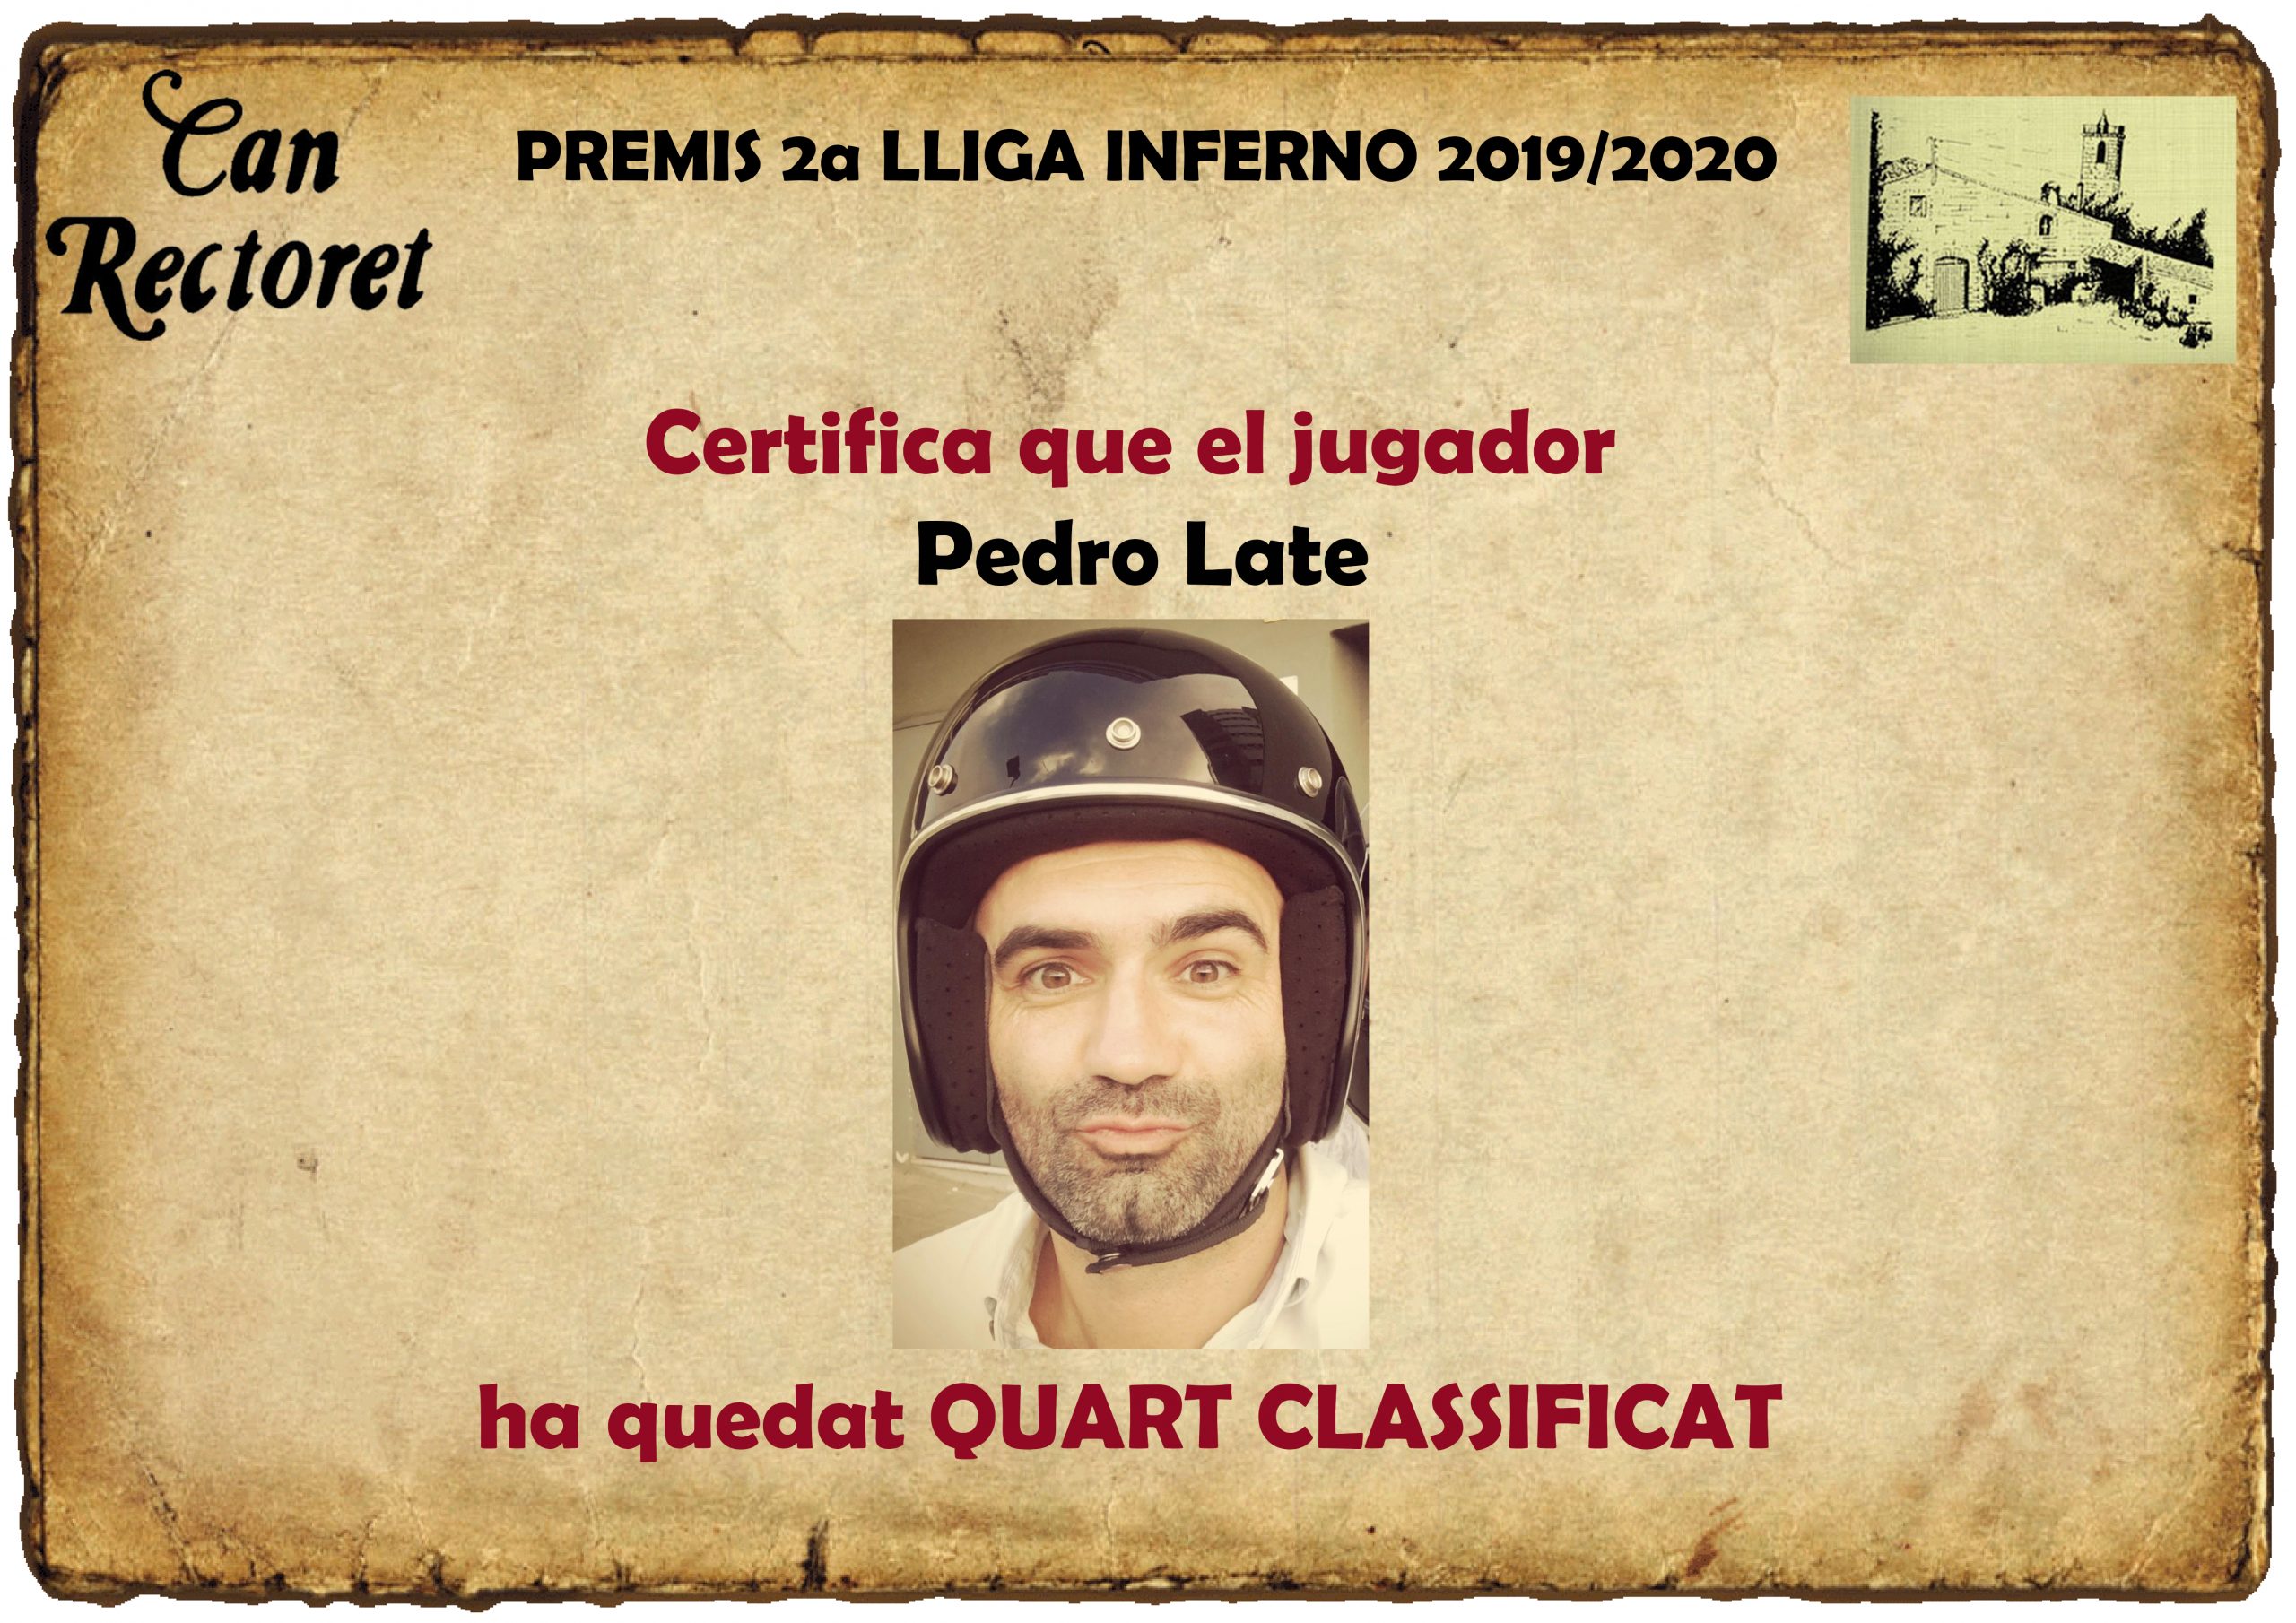 Can
Rectoret
PREMIS 2a LLIGA INFERNO 2019/2020
Certifica que el jugador
Pedro Late
ha quedat QUART CLASSIFICAT